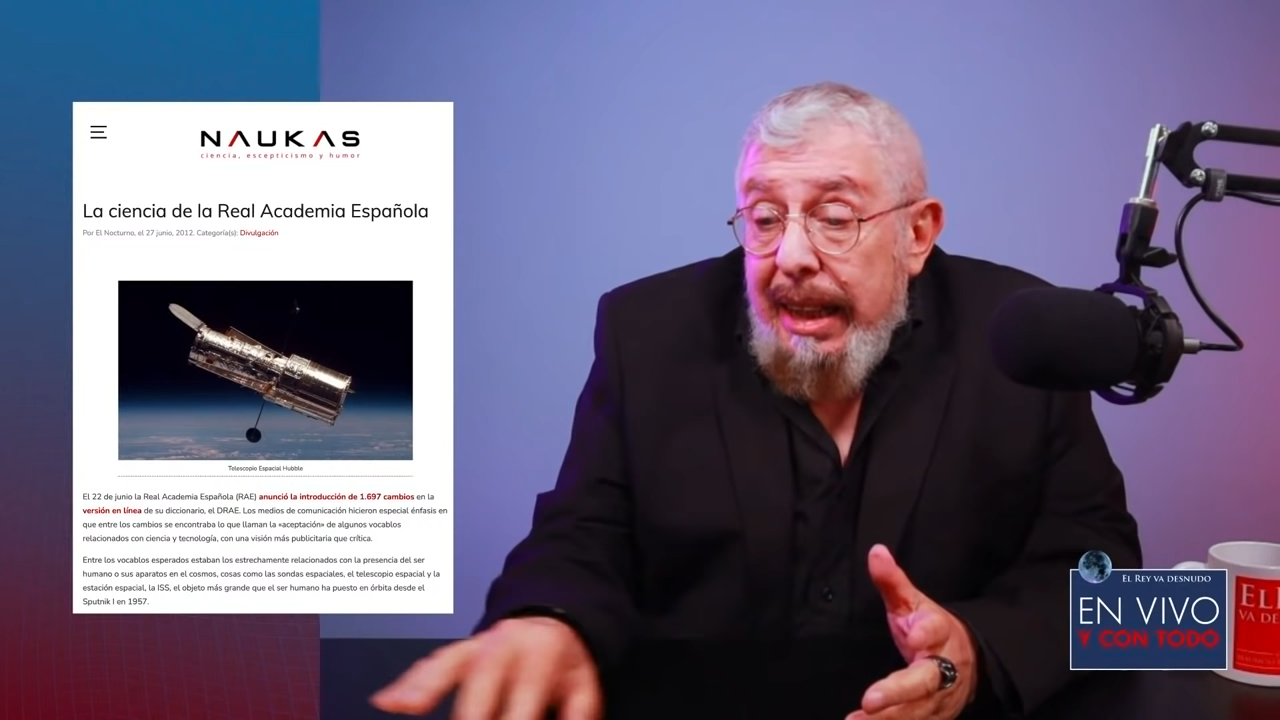 NAUKAS
ciencia, escepticismo y humor
La ciencia de la Real Academia Española
Por El Nocturno, el 27 junio, 2012. Categoría(s): Divulgación
Telescopio Espacial Hubble
El 22 de junio la Real Academia Española (RAE) anunció la introducción de 1.697 cambios en la
versión en línea de su diccionario, el DRAE. Los medios de comunicación hicieron especial énfasis en
que entre los cambios se encontraba lo que llaman la «aceptación» de algunos vocablos
relacionados con ciencia y tecnología, con una visión más publicitaria que crítica.
Entre los vocablos esperados estaban los estrechamente relacionados con la presencia del ser
humano o sus aparatos en el cosmos, cosas como las sondas espaciales, el telescopio espacial y la
estación espacial, la ISS, el objeto más grande que el ser humano ha puesto en órbita desde el
Sputnik I en 1957.
EL REY VA DESNUDO
EN VIVO
Y CON TODO
EL
VA DE